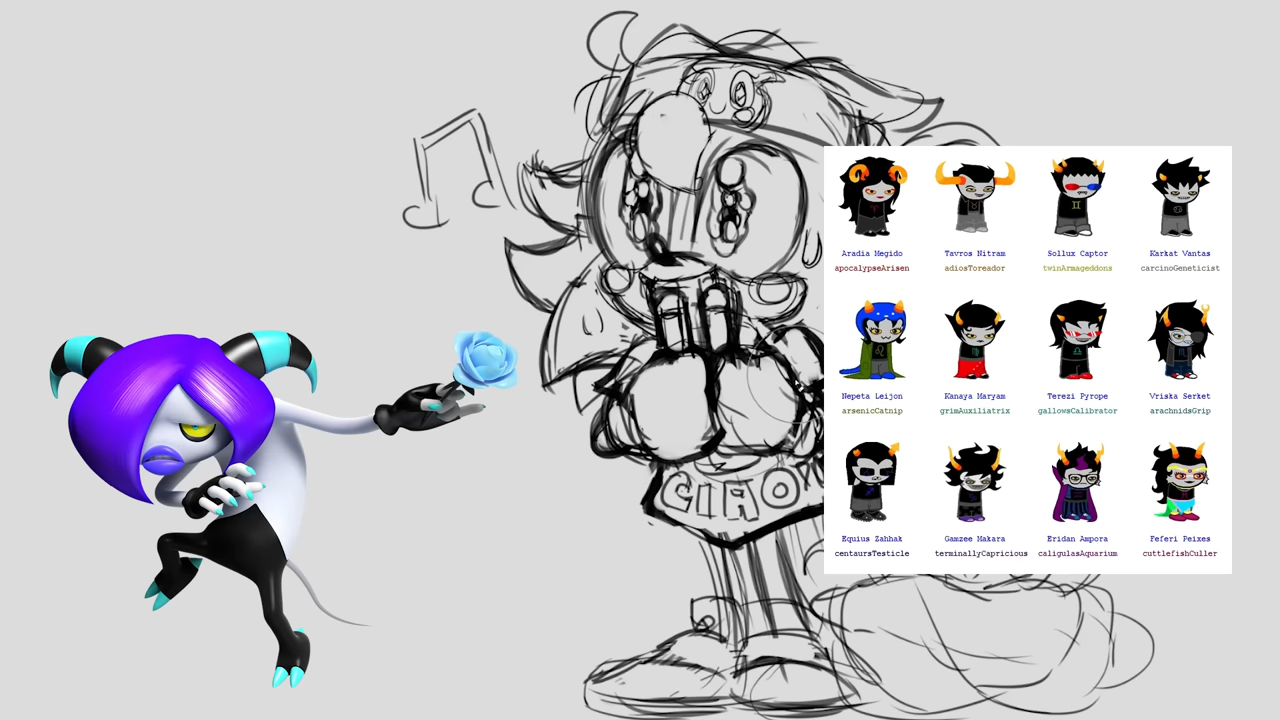 Aradia Megido
apocalypseArisen
Tavros Nitram
adiosToreador
Sollux Captor
twinArmageddons
Karkat Vantas
carcinoGeneticist
Nepeta Leijon
arsenicCatnip
Kanaya Maryam
grimAuxiliatrix
Terezi Pyrope
gallowsCalibrator
Vriska Serket
arachnidsGrip
Equius Zahhak
centaursTesticle
Gamzee Makara
terminallyCapricious
Eridan Ampora
caligulasAquarium
Feferi Peixes
cuttlefishCuller
CIAO